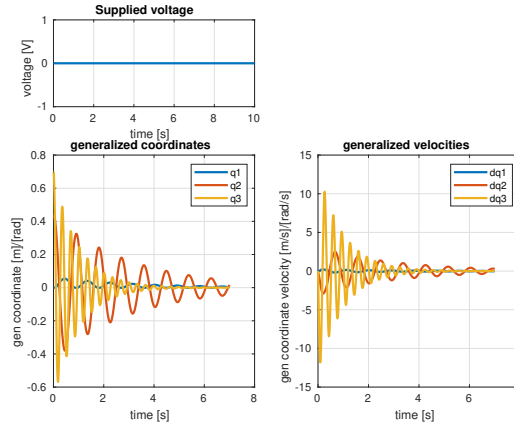 Supplied voltage
1
0
-1
voltage [V]
0 2 4 6 8 10
time [s]
generalized coordinates
0.8
0.6
0.4
0.2
0
-0.2
-0.4
-0.6
gen coordinate [m]/[rad]
q1
q2
q3
0 2 4 6 8
time [s]
generalized velocities
15
10
5
0
-5
-10
-15
gen coordinate velocity [m/s]/[rad/s]
dq1
dq2
dq3
0 2 4 6
time [s]